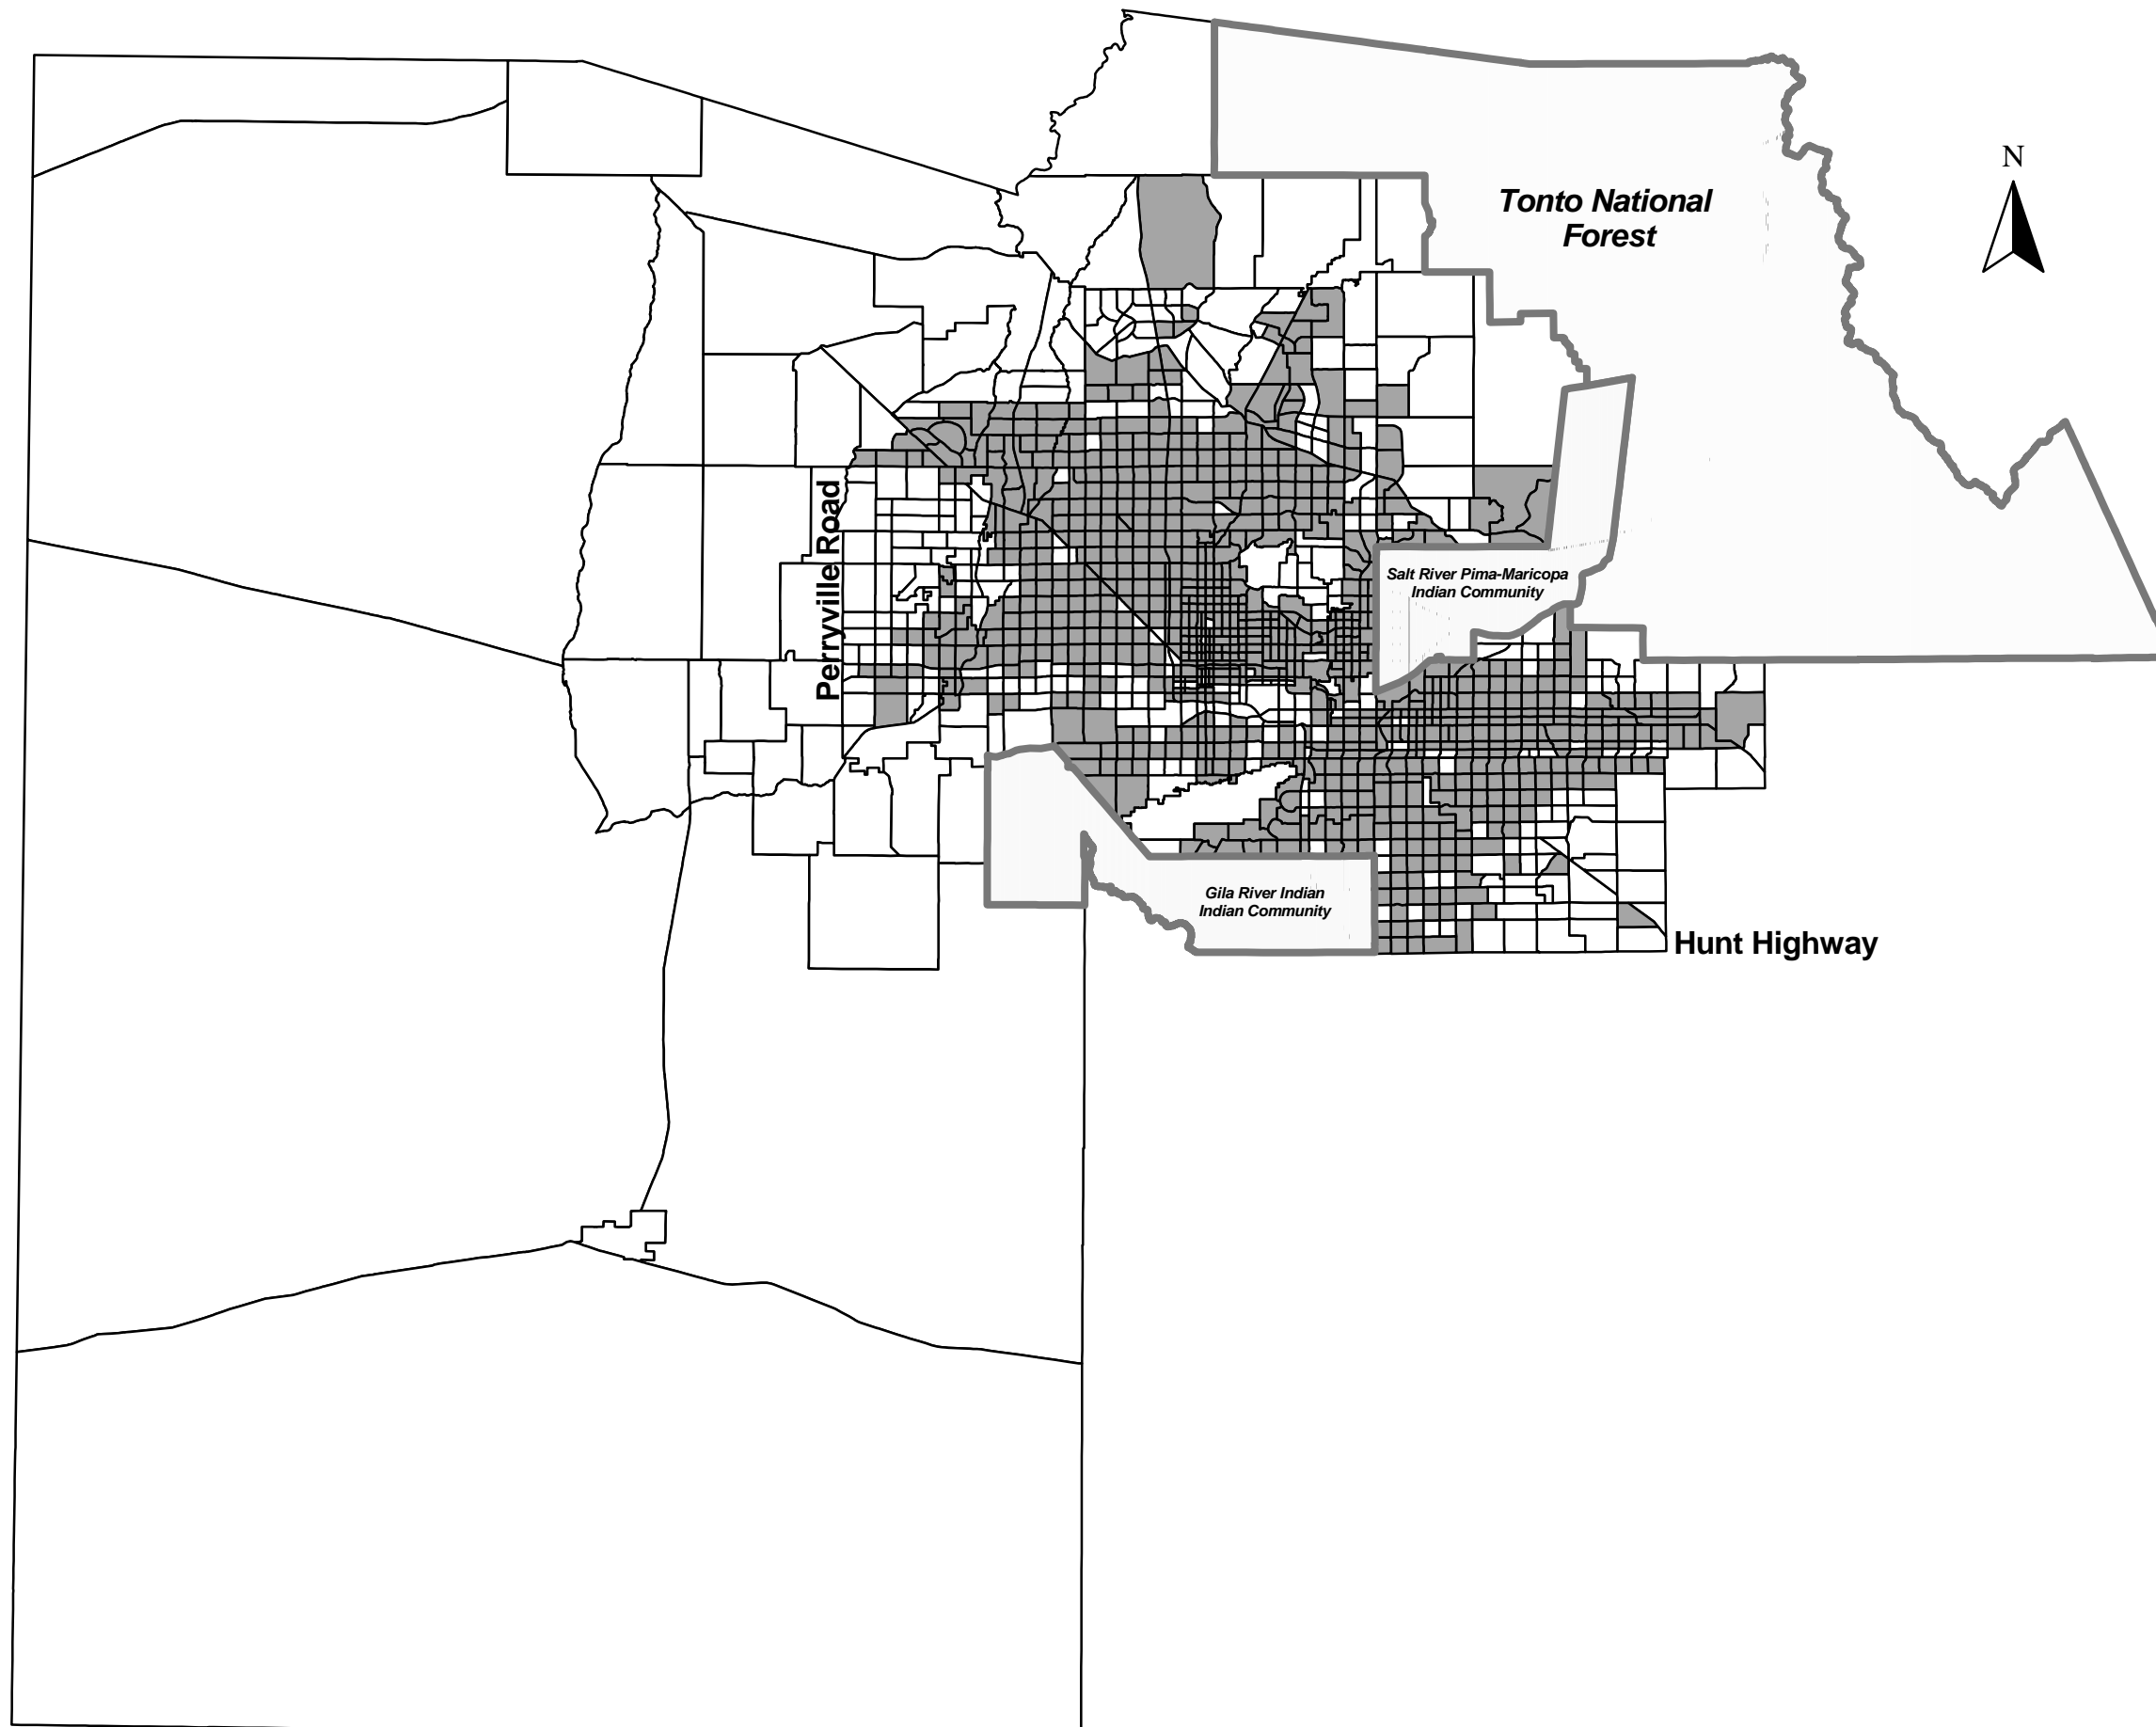 N
Tonto National
Forest
Perryville Road
Salt River Pima-Maricopa
Indian Community
Gila River Indian
Indian Community
Hunt Highway